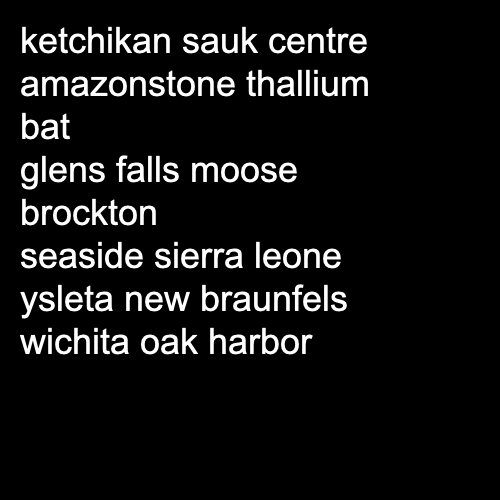 ketchikan sauk centre
amazonstone thallium
bat
glens falls moose
brockton
seaside sierra leone
ysleta new braunfels
wichita oak harbor